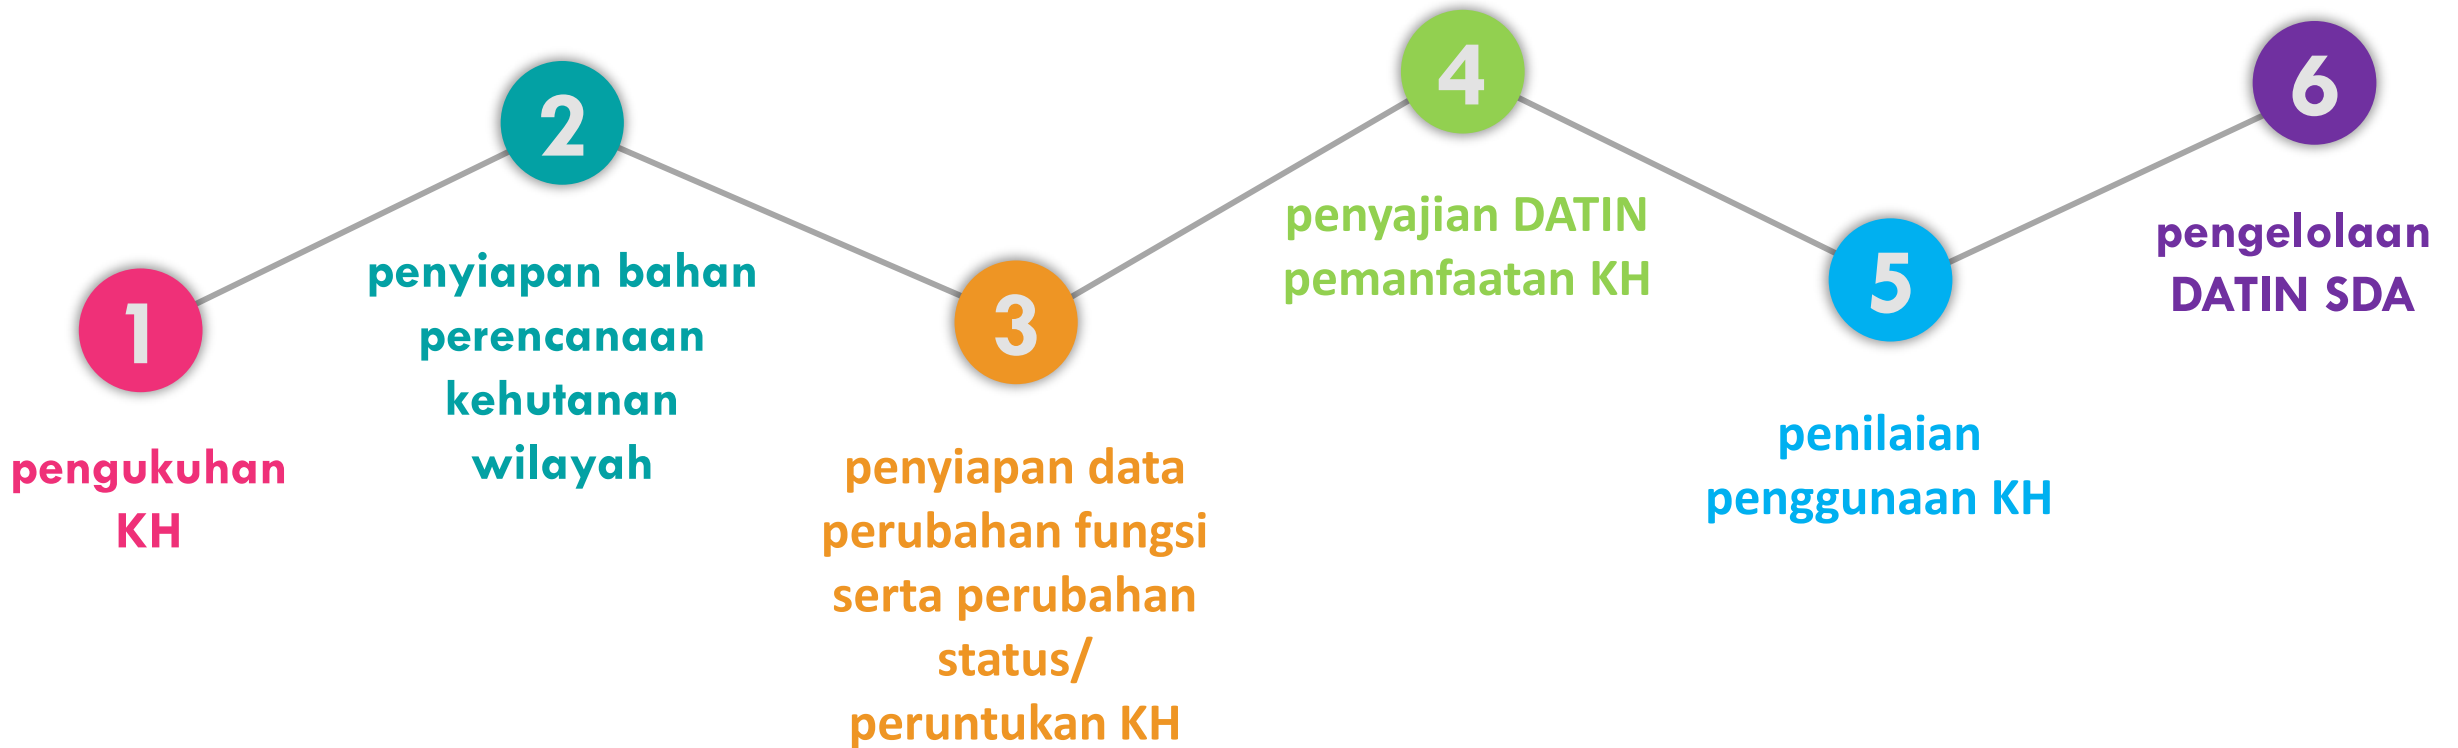 1
pengukuhan
KH
2
penyiapan bahan
perencanaan
kehutanan
wilayah
3
penyiapan data
perubahan fungsi
serta perubahan
status/
peruntukan KH
4
penyajian DATIN
pemanfaatan KH
5
penilaian
penggunaan KH
6
pengelolaan
DATIN SDA